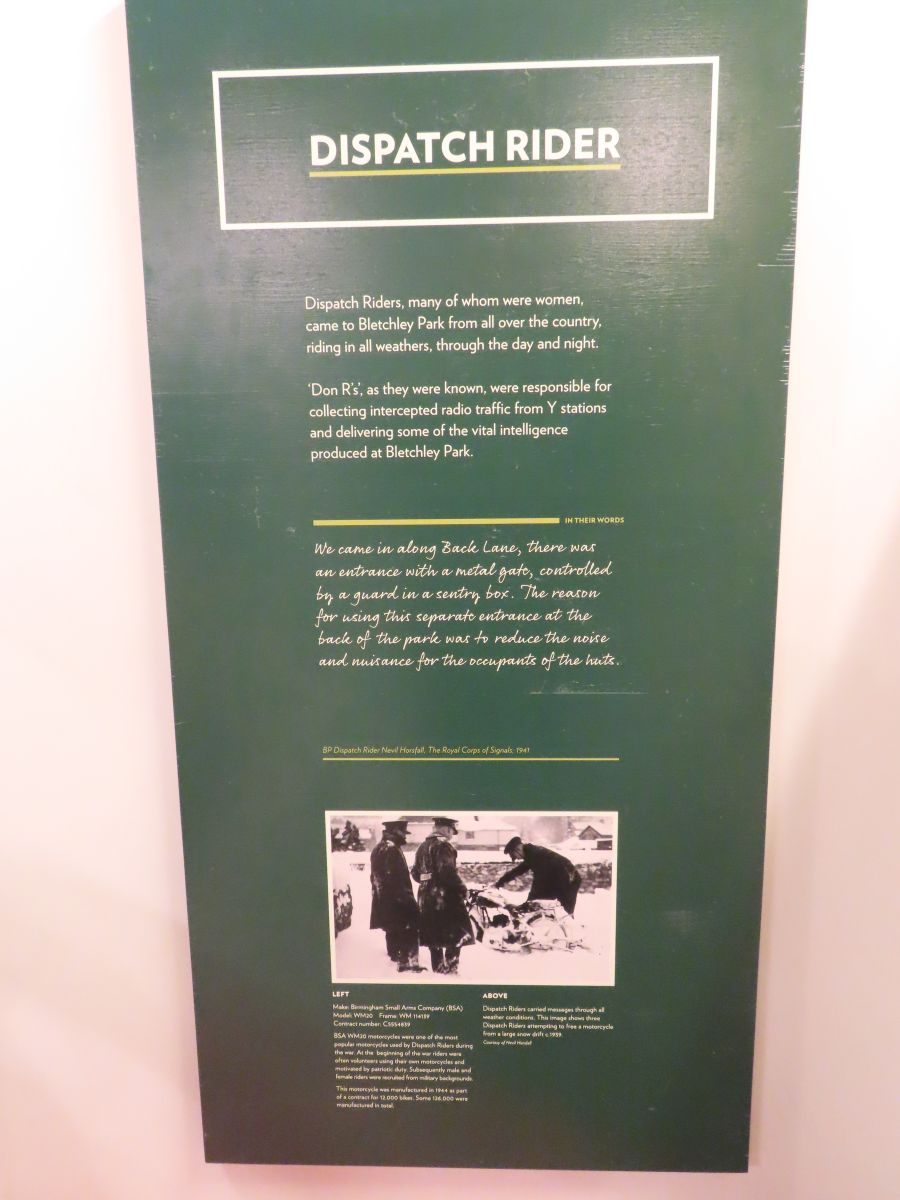 DISPATCH RIDER
Dispatch Riders, many of whom were women,
came to Bletchley Park from all over the country,
riding in all weathers, through the day and night.
‘Don R’s’, as they were known, were responsible for
collecting intercepted radio traffic from Y stations
and delivering some of the vital intelligence
produced at Bletchley Park.
IN THEIR WORDS
We came in along Back Lane, there was
an entrance with a metal gate, controlled
by a guard in a sentry box. The reason
for using this separate entrance at the
back of the park was to reduce the noise
and nuisance for the occupants of the huts.
BP Dispatch Rider Nevil Horsfall, The Royal Corps of Signals, 1941
LEFT
Make: Birmingham Small Arms Company (BSA)
Model: WM20 Frame: WM 114139
Contract number: C5554839
BSA WM20 motorcycles were one of the most
popular motorcycles used by Dispatch Riders during
the war. At the beginning of the war riders were
often volunteers using their own motorcycles and
motivated by patriotic duty. Subsequently male and
female riders were recruited from military backgrounds.
This motorcycle was manufactured in 1944 as part
of a contract for 12,000 bikes. Some 126,000 were
manufactured in total.
ABOVE
Dispatch Riders carried messages through all
weather conditions. This image shows three
Dispatch Riders attempting to free a motorcycle
from a large snow drift c.1939.
Courtesy of Nevil Horsfall